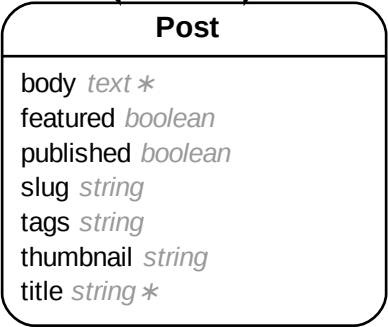 Post
body text ∗
featured boolean
published boolean
slug string
tags string
thumbnail string
title string ∗